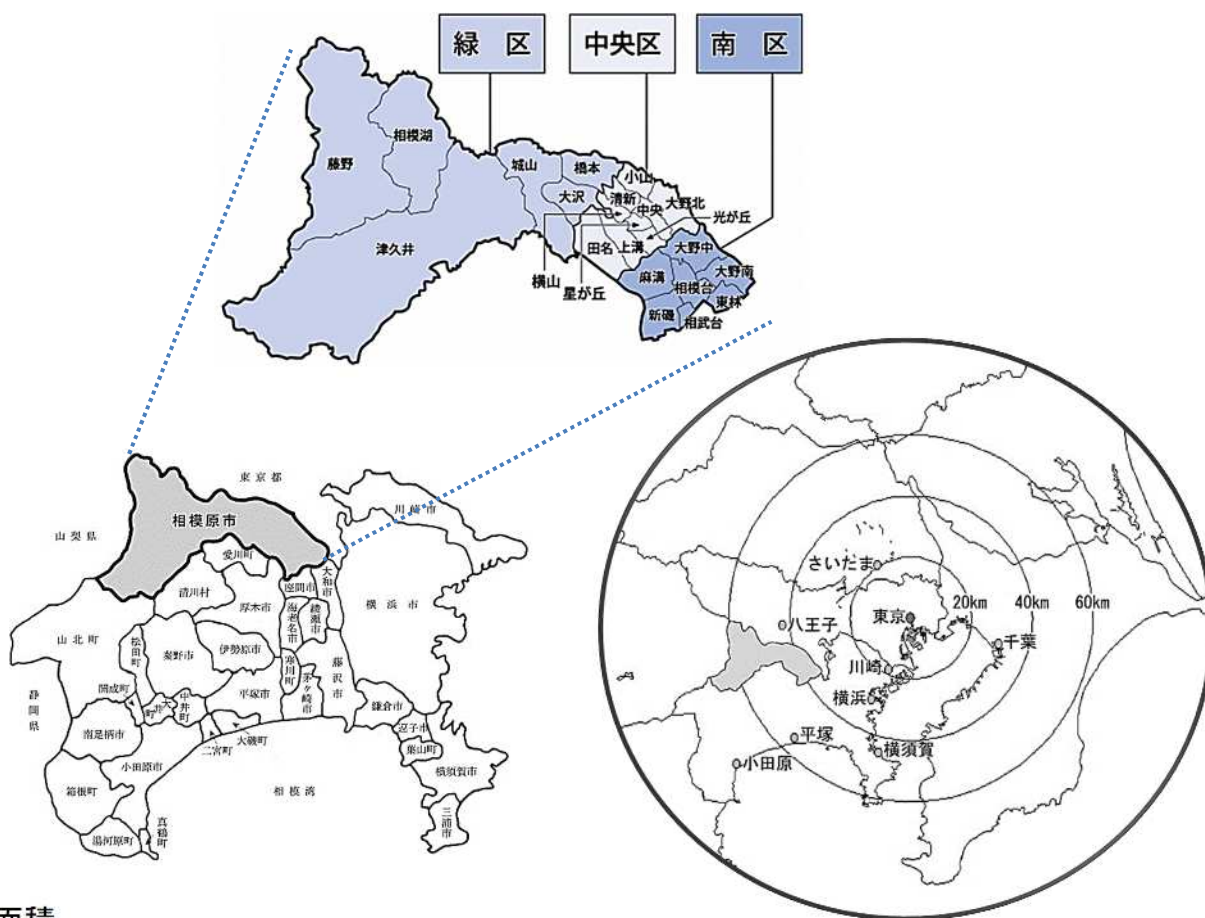 緑 区
中央区
南 区
相模湖
藤野
城山
橋本
小山
大沢
清新
中央
大野北
光が丘
津久井
田名
上溝
大野中
横山
星が丘
麻溝
相模台
大野南
東林
新磯
相武台
東京都
川崎市
相模原市
山梨県
愛川町
大和市
座間市
清川村
厚木市
海老名市
綾瀬市
横浜市
山北町
松田町
秦野市
伊勢原市
寒川町
藤沢市
静岡県
開成町
大井町
中井町
平塚市
茅ヶ崎市
鎌倉市
逗子市
葉山町
南足柄市
二宮町
大磯町
小田原市
横須賀市
箱根町
相模湾
真鶴町
三浦市
湯河原町
さいたま
東京
20km
40km
60km
八王子
千葉
川崎
横浜
平塚
横須賀
小田原